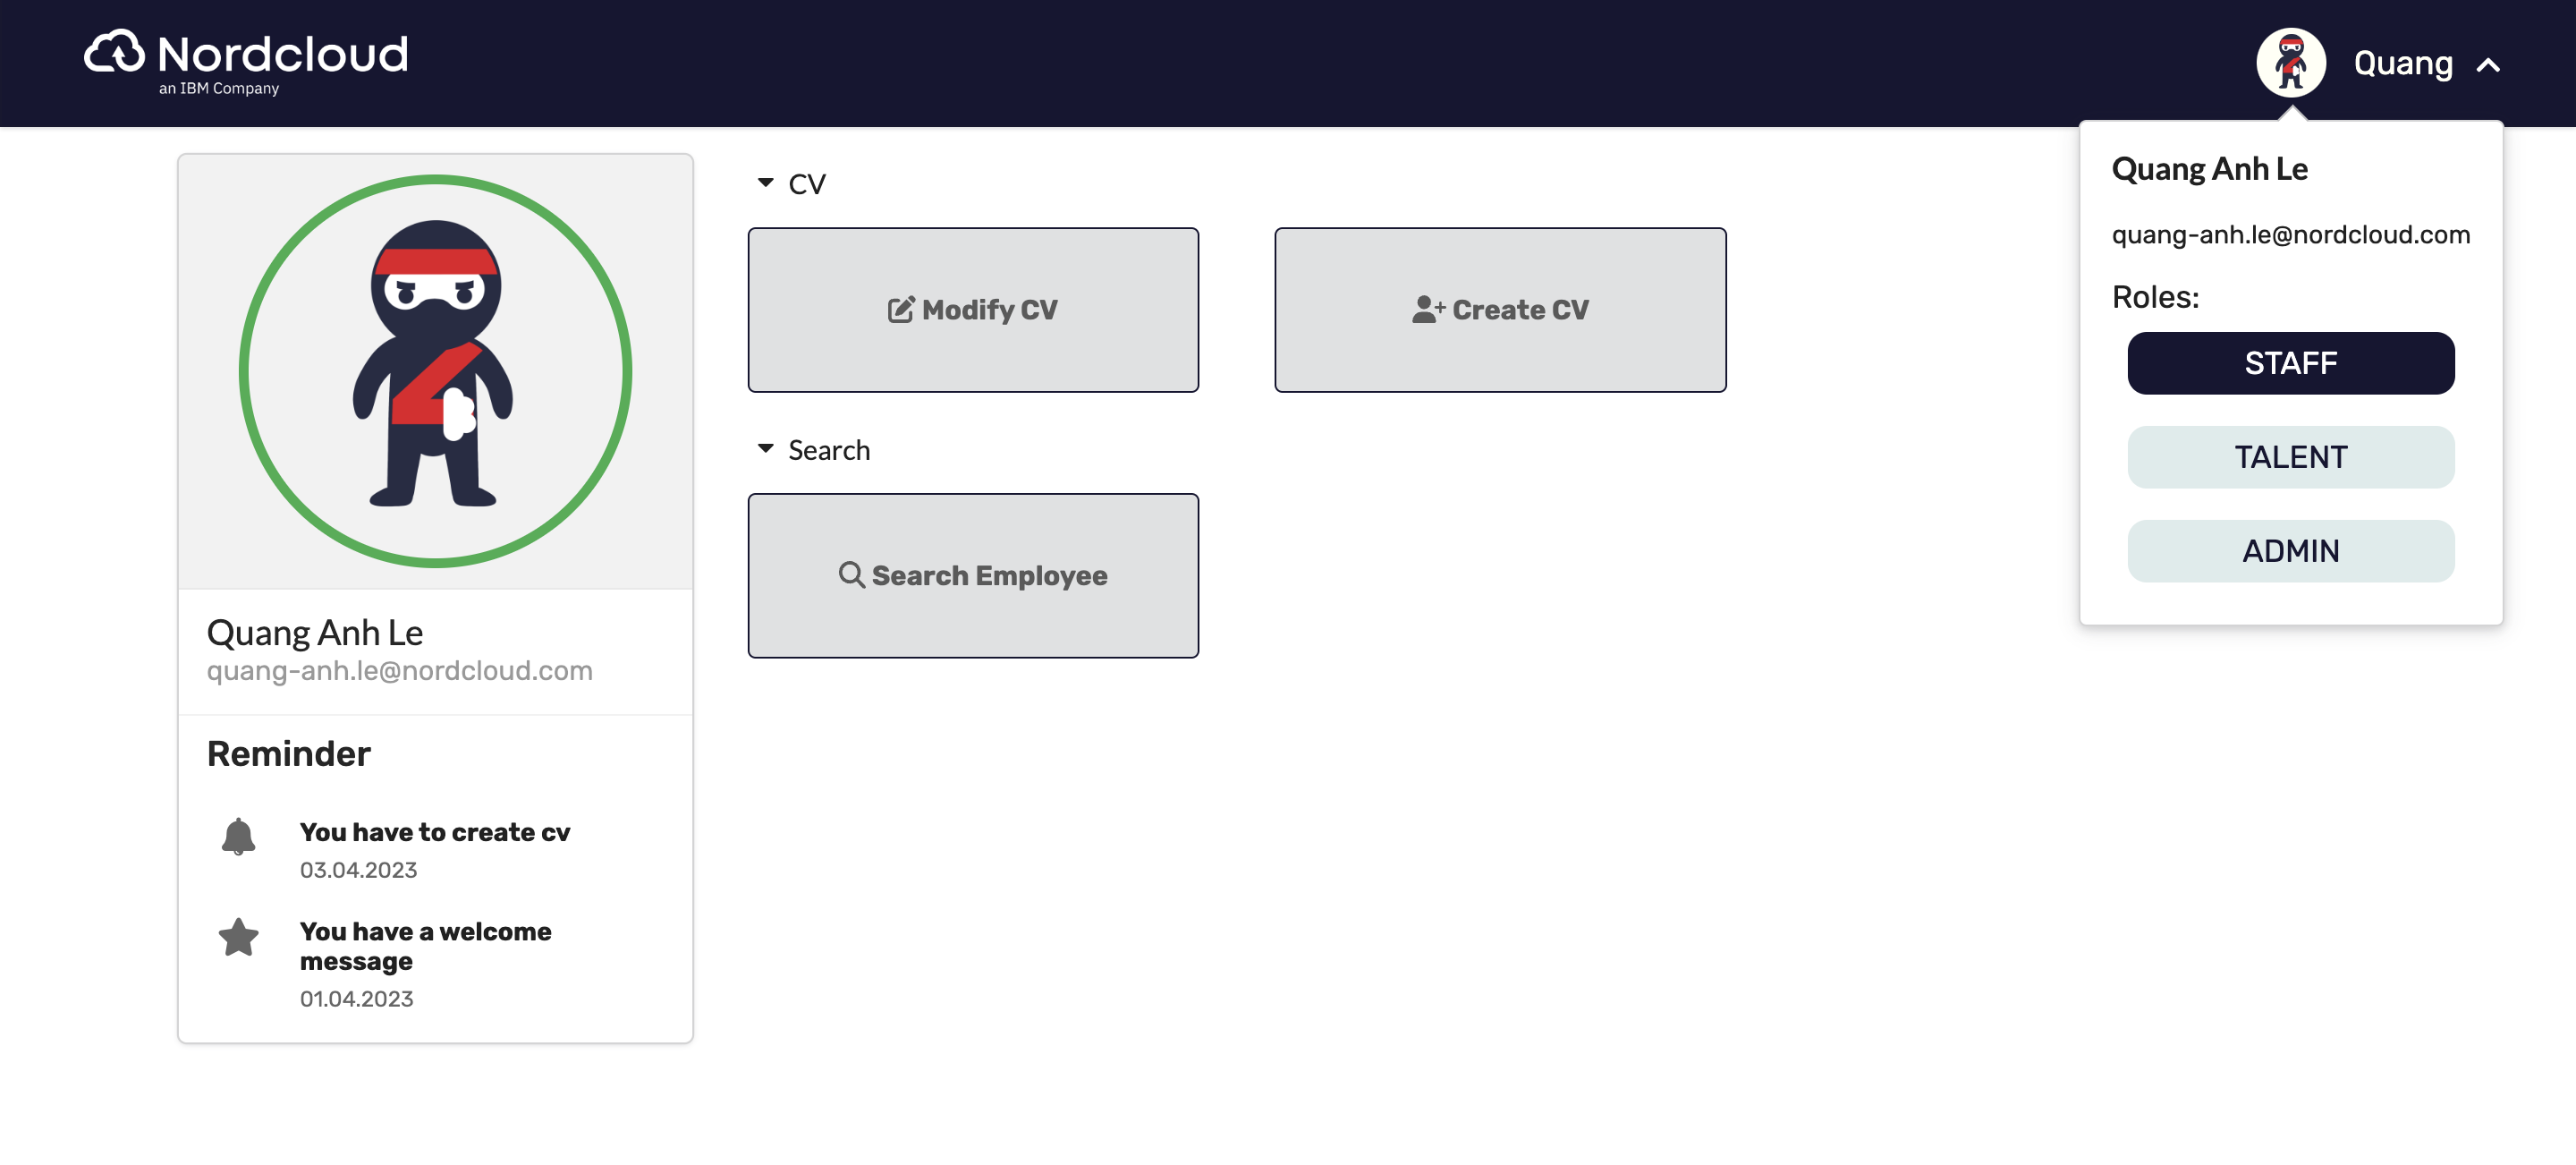 Nordcloud
an IBM Company
Quang
Quang Anh Le
quang-anh.le@nordcloud.com
Roles:
STAFF
TALENT
ADMIN
Quang Anh Le
quang-anh.le@nordcloud.com
Reminder
You have to create cv
03.04.2023
You have a welcome
message
01.04.2023
CV
Modify CV
Create CV
Search
Search Employee